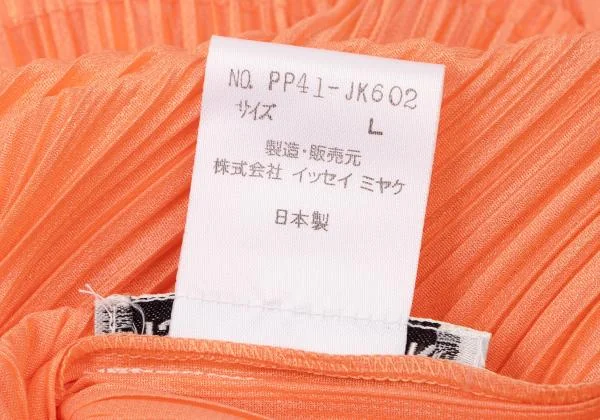 NO. PP41-JK602
サイズ
L
製造・販売元
株式会社 イッセイ ミヤケ
日本製